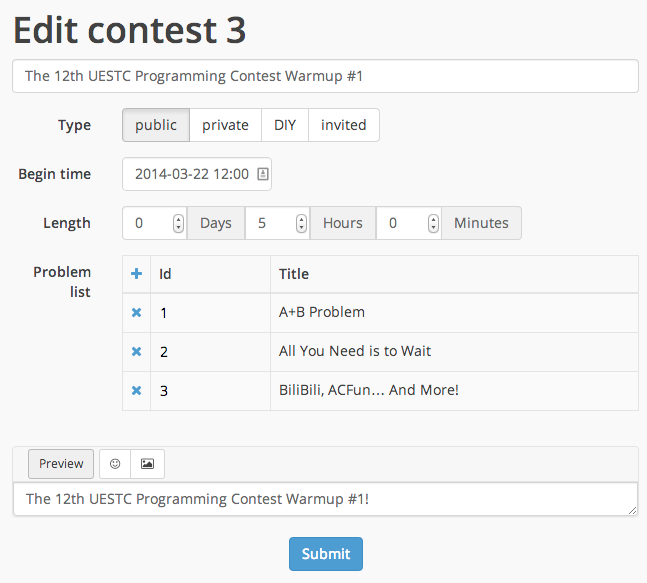 Edit contest 3
The 12th UESTC Programming Contest Warmup #1
Type public private DIY invited
Begin time 2014-03-22 12:00
Length 0 Days 5 Hours 0 Minutes
Problem list
Id Title
1 A+B Problem
2 All You Need is to Wait
3 BiliBili, ACFun... And More!
Preview
The 12th UESTC Programming Contest Warmup #1!
Submit